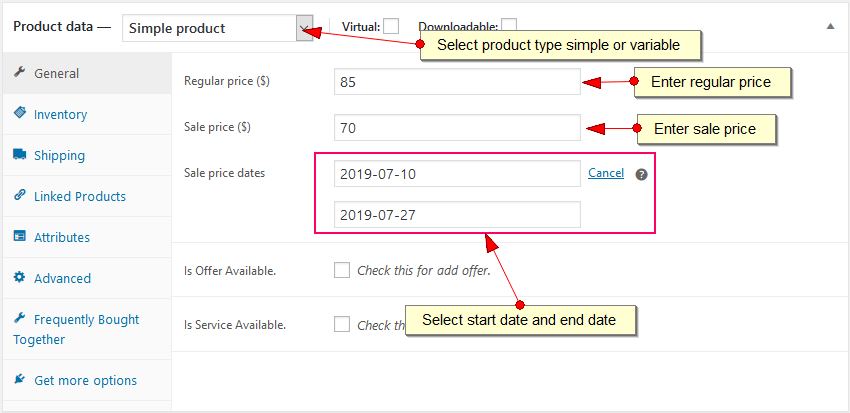 Product data — Simple product Virtual: Downloadable:
Select product type simple or variable
General
Inventory
Shipping
Linked Products
Attributes
Advanced
Frequently Bought
Together
Get more options
Regular price ($) 85 Enter regular price
Sale price ($) 70 Enter sale price
Sale price dates 2019-07-10 Cancel ?
2019-07-27
Is Offer Available. Check this for add offer.
Select start date and end date
Is Service Available. Check